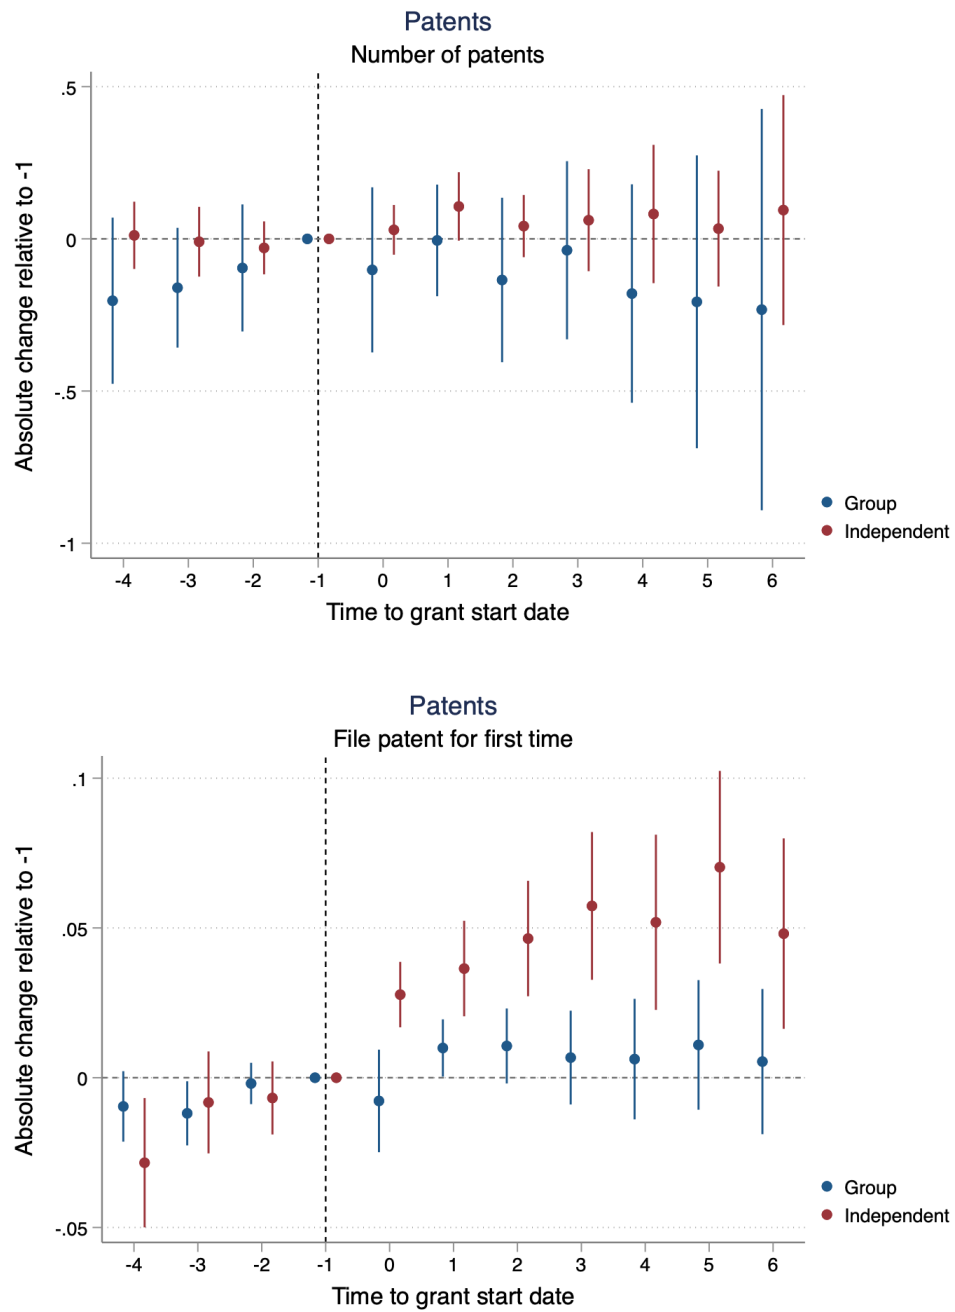 Patents
Number of patents
Absolute change relative to -1
.5
0
-.5
-1
-4 -3 -2 -1 0 1 2 3 4 5 6
Time to grant start date
Group
Independent
Patents
File patent for first time
Absolute change relative to -1
.1
.05
0
-.05
-4 -3 -2 -1 0 1 2 3 4 5 6
Time to grant start date
Group
Independent